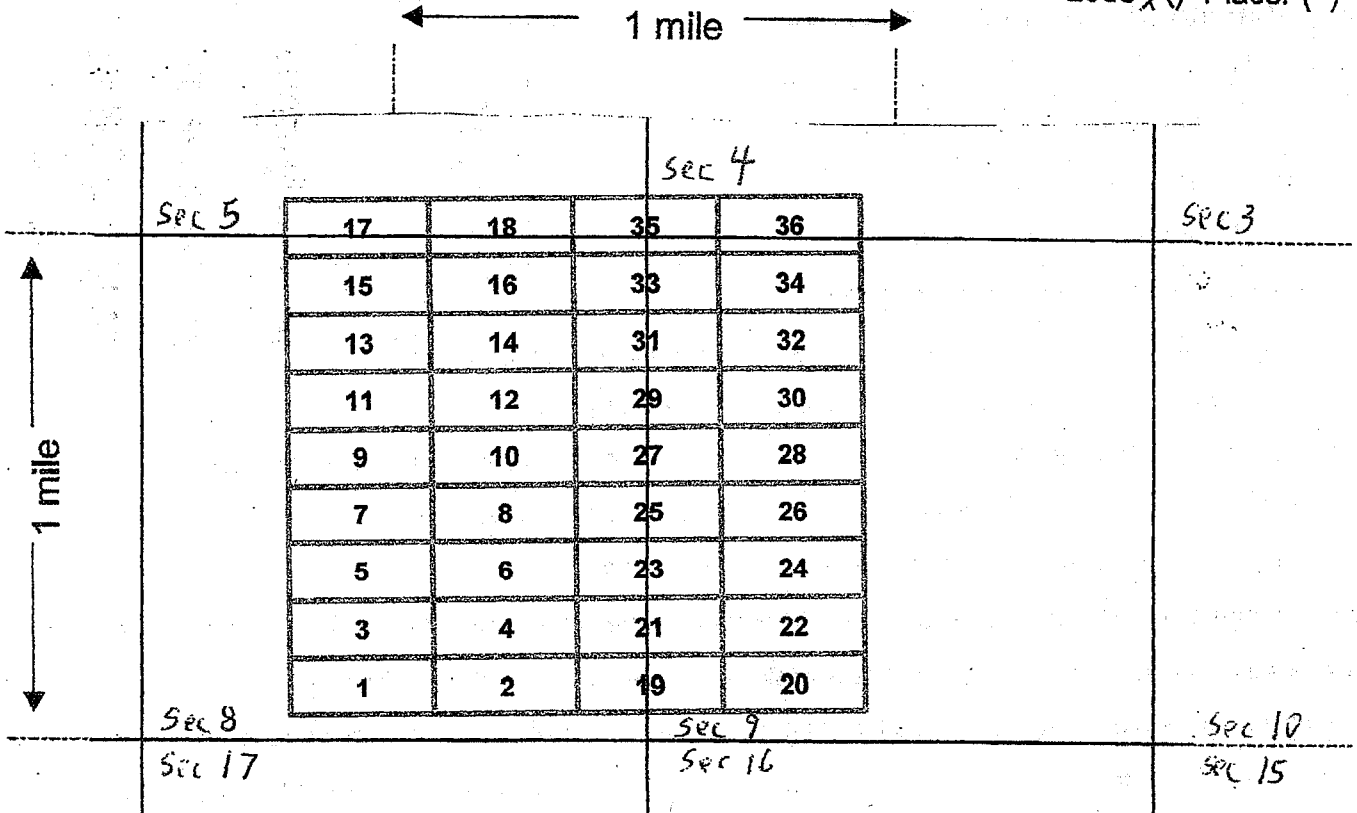 1 mile
sec 4
Sec 5
17 18 35 36
Sec 3
15 16 33 34
13 14 31 32
11 12 29 30
1 mile
9 10 27 28
7 8 25 26
5 6 23 24
3 4 21 22
1 2 19 20
Sec 8
Sec 9
Sec 10
Sec 17
Sec 16
Sec 15